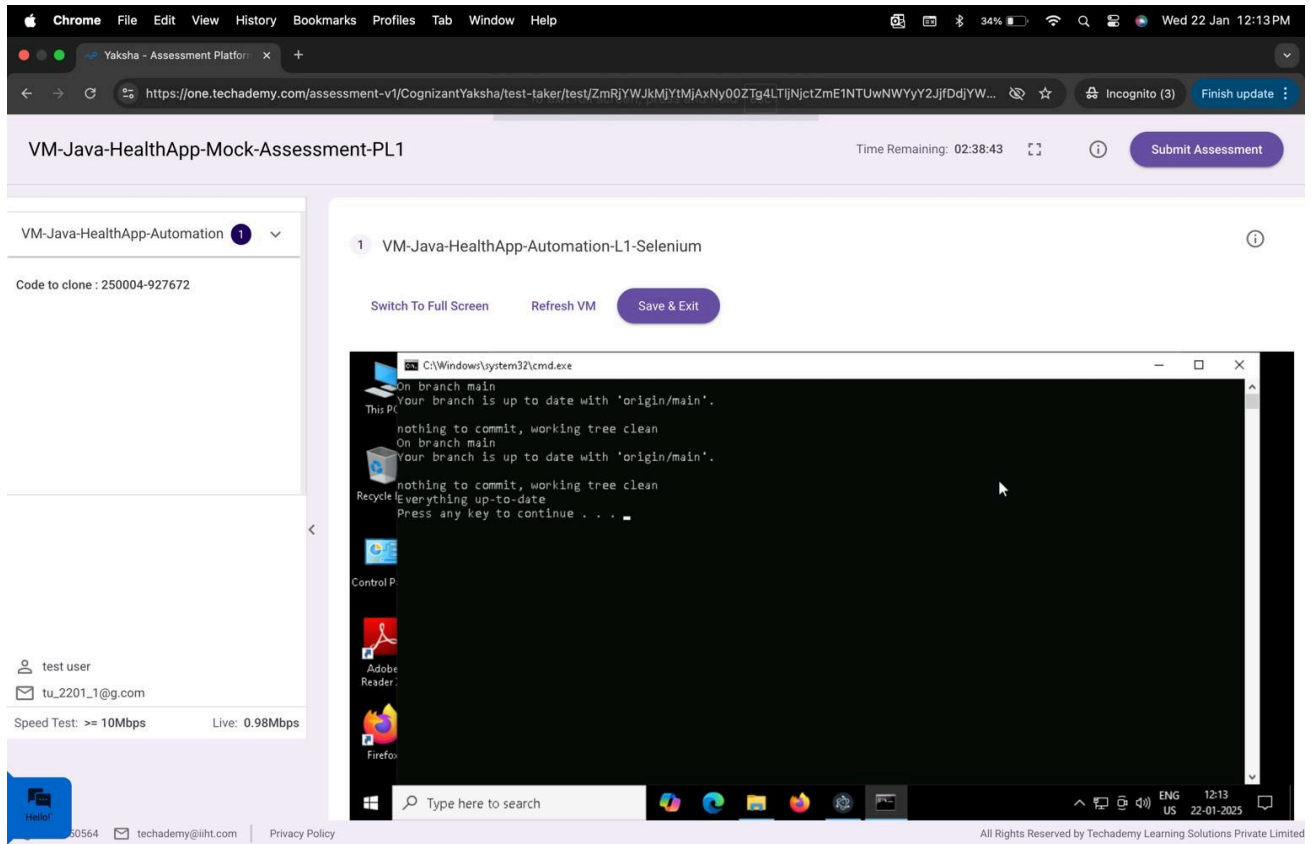 Chrome File Edit View History Bookmarks Profiles Tab Window Help 34% Wed 22 Jan 12:13 PM
Yaksha - Assessment Platform
https://one.techademy.com/assessment-v1/CognizantYaksha/test-taker/test/ZmRjYWJkMjYtMjAxNy00ZTg4LTljNjctZmE1NTUwNWYyY2JjfDdjYW... Incognito (3) Finish update
VM-Java-HealthApp-Mock-Assessment-PL1 Time Remaining: 02:38:43 Submit Assessment
VM-Java-HealthApp-Automation 1
Code to clone : 250004-927672
1 VM-Java-HealthApp-Automation-L1-Selenium
Switch To Full Screen Refresh VM Save & Exit
C:\Windows\system32\cmd.exe
On branch main
Your branch is up to date with 'origin/main'.
nothing to commit, working tree clean
On branch main
Your branch is up to date with 'origin/main'.
nothing to commit, working tree clean
Everything up-to-date
Press any key to continue . . .
This PC
Recycle
Control P
Adobe
Reader
Firefox
Type here to search ENG 12:13
US 22-01-2025
test user
tu_2201_1@g.com
Speed Test: >= 10Mbps Live: 0.98Mbps
Hello!
50564 techademy@iiht.com Privacy Policy All Rights Reserved by Techademy Learning Solutions Private Limited